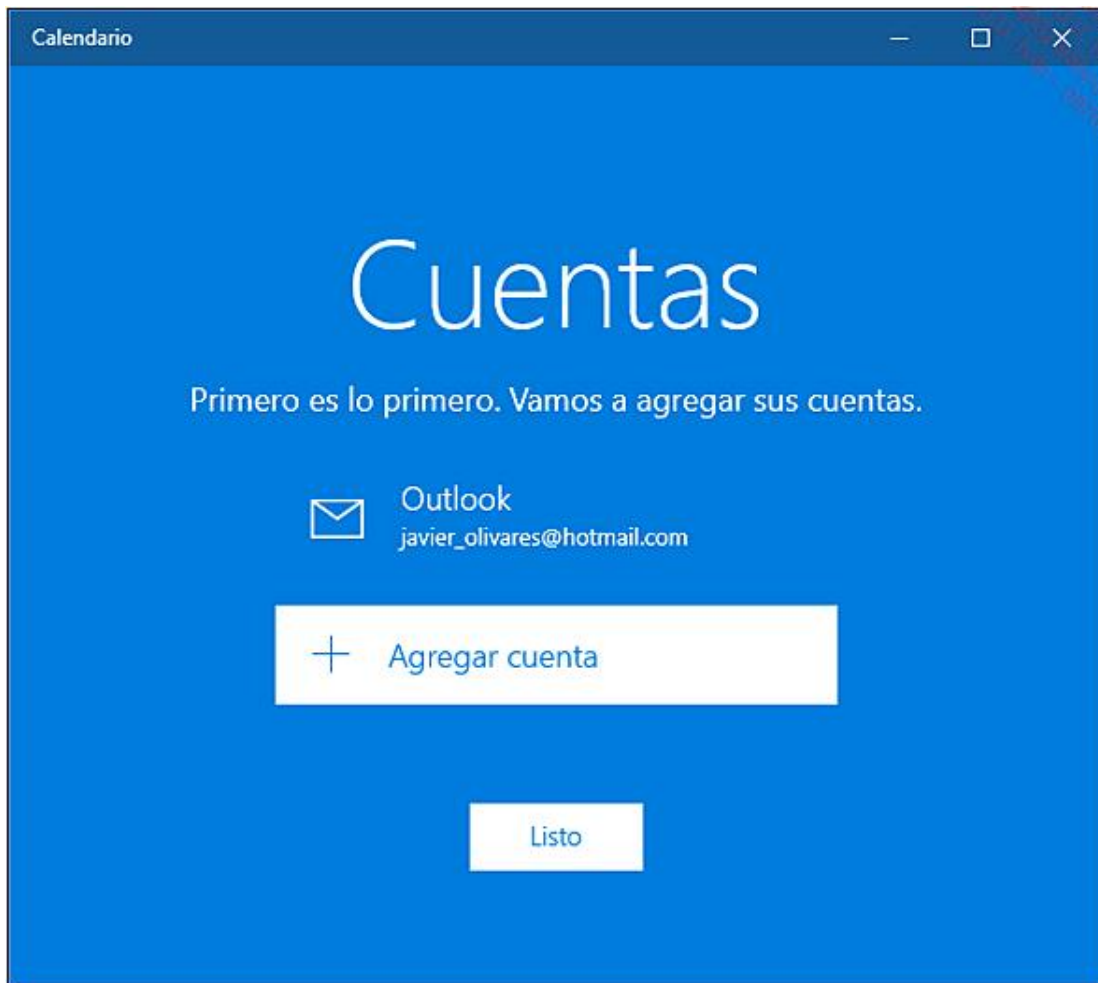 Calendario
Cuentas
Primero es lo primero. Vamos a agregar sus cuentas.
Outlook
javier_olivares@hotmail.com
Agregar cuenta
Listo